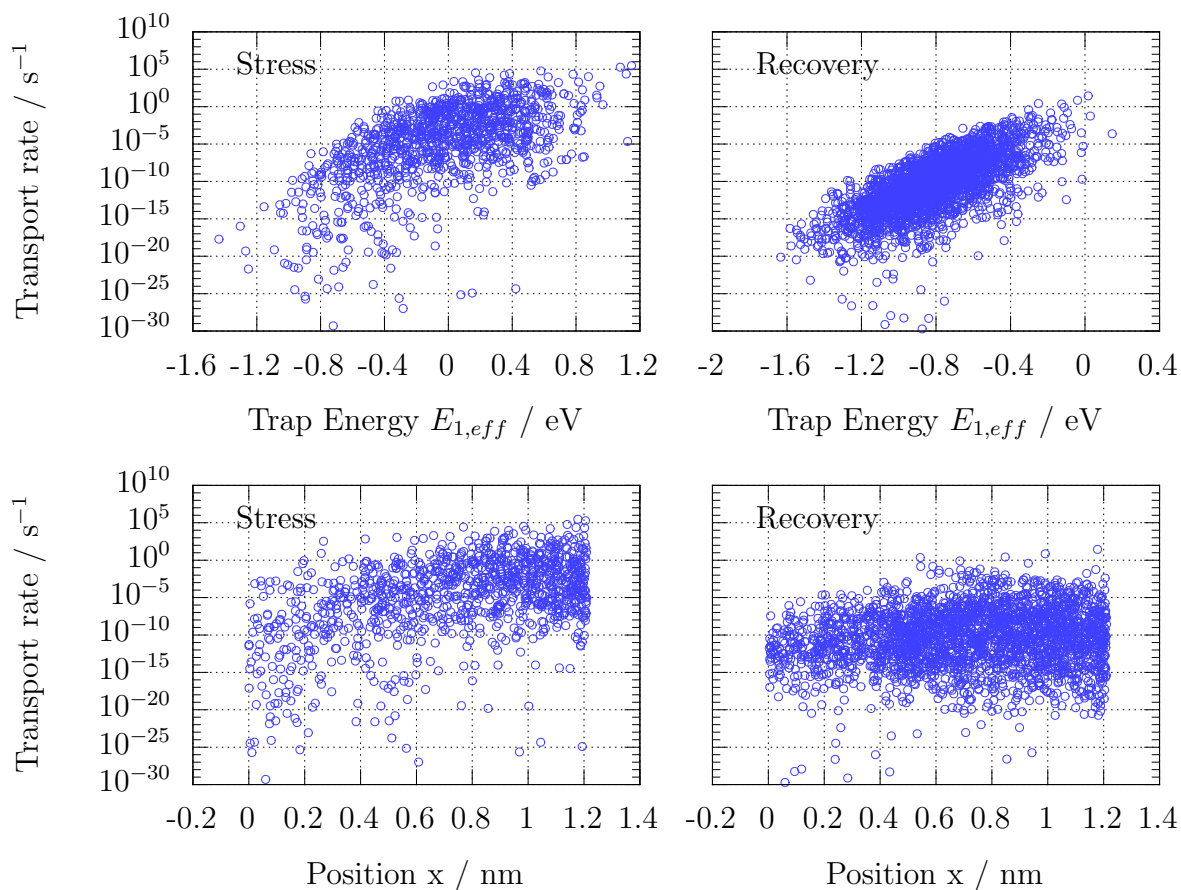 10^10
10^5
10^0
10^−5
10^−10
10^−15
10^−20
10^−25
10^−30
Transport rate / s^−1
Stress
-1.6 -1.2 -0.8 -0.4 0 0.4 0.8 1.2
Trap Energy E_1,eff / eV
Recovery
-2 -1.6 -1.2 -0.8 -0.4 0 0.4
Trap Energy E_1,eff / eV
10^10
10^5
10^0
10^−5
10^−10
10^−15
10^−20
10^−25
10^−30
Transport rate / s^−1
Stress
-0.2 0 0.2 0.4 0.6 0.8 1 1.2 1.4
Position x / nm
Recovery
-0.2 0 0.2 0.4 0.6 0.8 1 1.2 1.4
Position x / nm